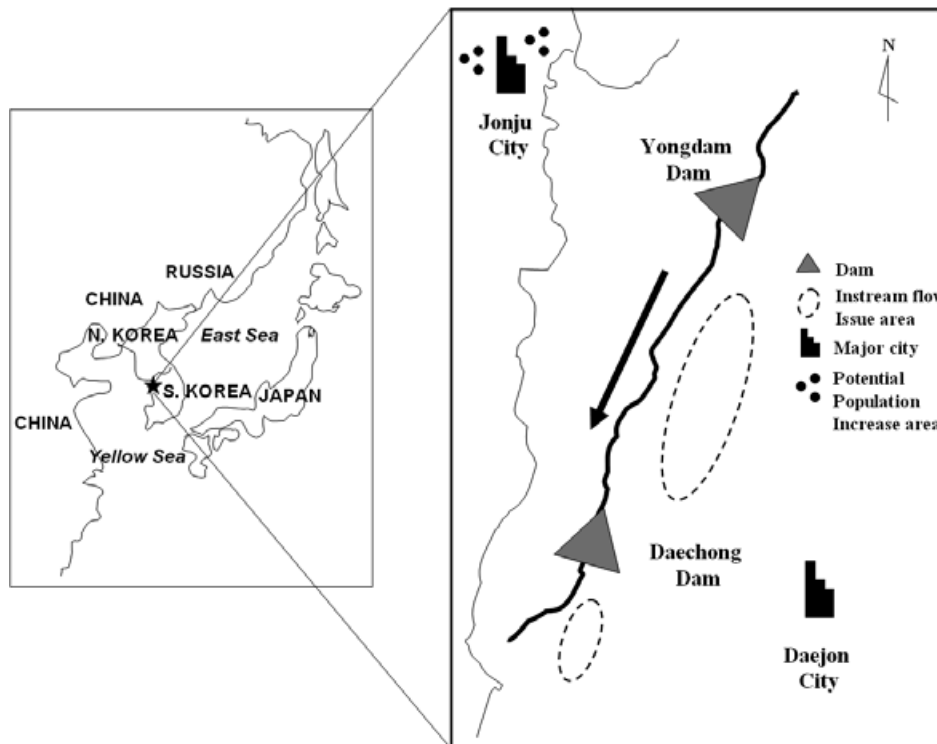 RUSSIA
CHINA
N. KOREA
East Sea
S. KOREA
JAPAN
CHINA
Yellow Sea
Jonju
City
Yongdam
Dam
N
Dam
Instream flow
Issue area
Major city
Potential
Population
Increase area
Daechong
Dam
Daejon
City